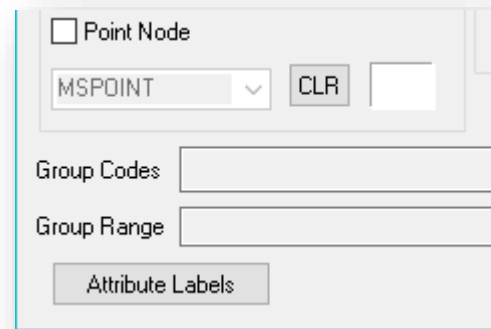 Point Node
MSPOINT CLR
Group Codes
Group Range
Attribute Labels